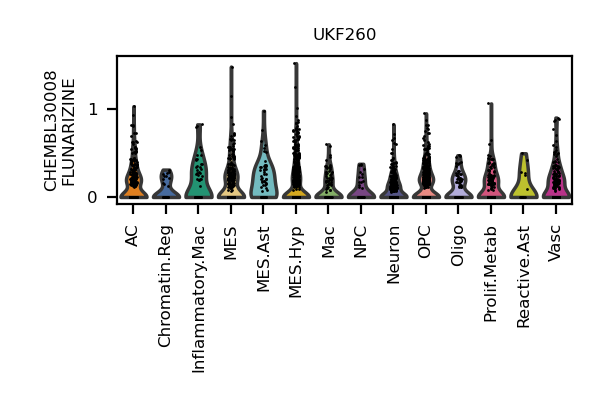 UKF260
CHEMBL30008
FLUNARIZINE
1
0
AC
Chromatin.Reg
Inflammatory.Mac
MES
MES.Ast
MES.Hyp
Mac
NPC
Neuron
OPC
Oligo
Prolif.Metab
Reactive.Ast
Vasc